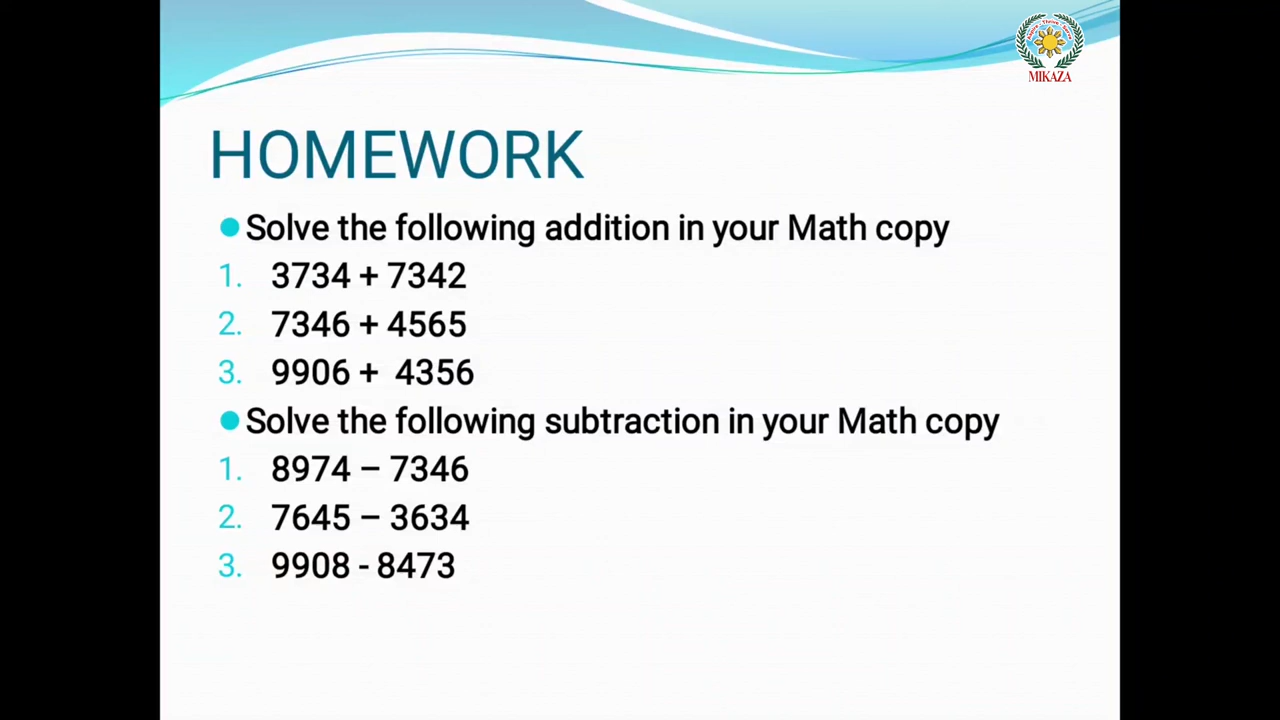 MIKAZA
HOMEWORK
Solve the following addition in your Math copy
1. 3734 + 7342
2. 7346 + 4565
3. 9906 + 4356
Solve the following subtraction in your Math copy
1. 8974 – 7346
2. 7645 – 3634
3. 9908 - 8473